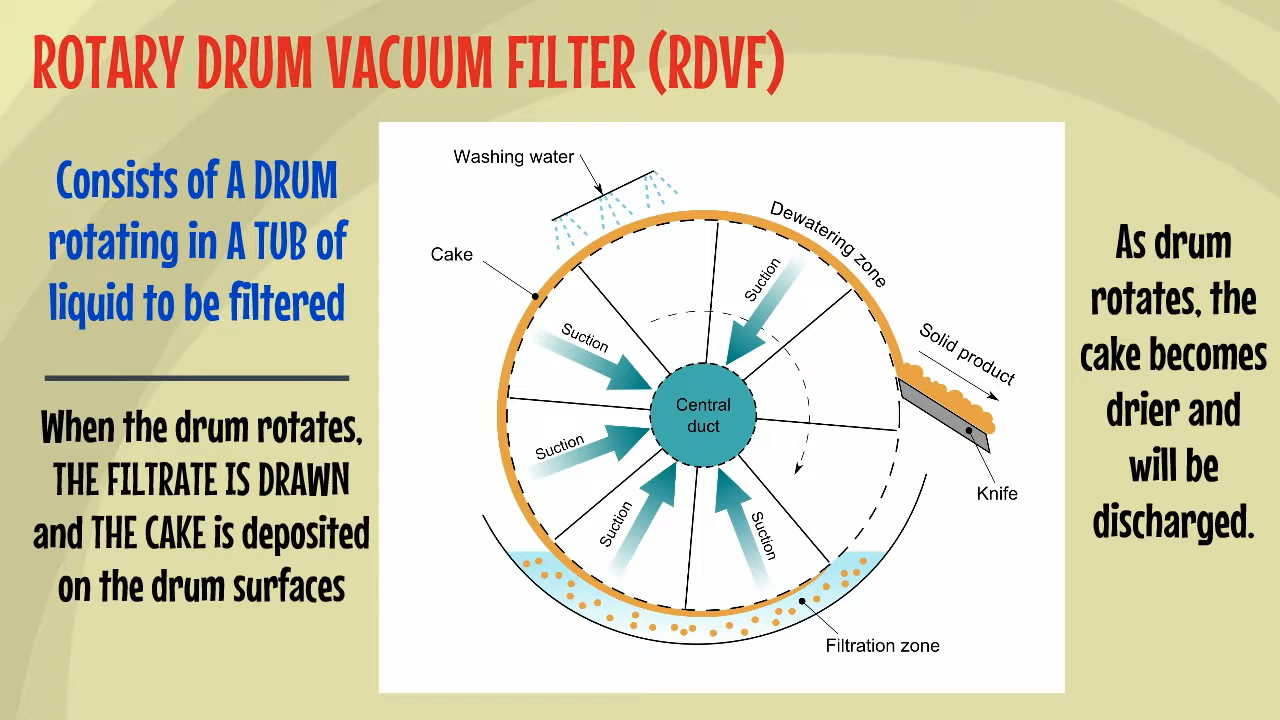 ROTARY DRUM VACUUM FILTER (RDVF)
Consists of A DRUM
rotating in A TUB of
liquid to be filtered
When the drum rotates,
THE FILTRATE IS DRAWN
and THE CAKE is deposited
on the drum surfaces
Washing water
Cake
Dewatering zone
Suction
Suction
Suction
Suction
Suction
Central
duct
Solid product
Knife
Filtration zone
As drum
rotates, the
cake becomes
drier and
will be
discharged.